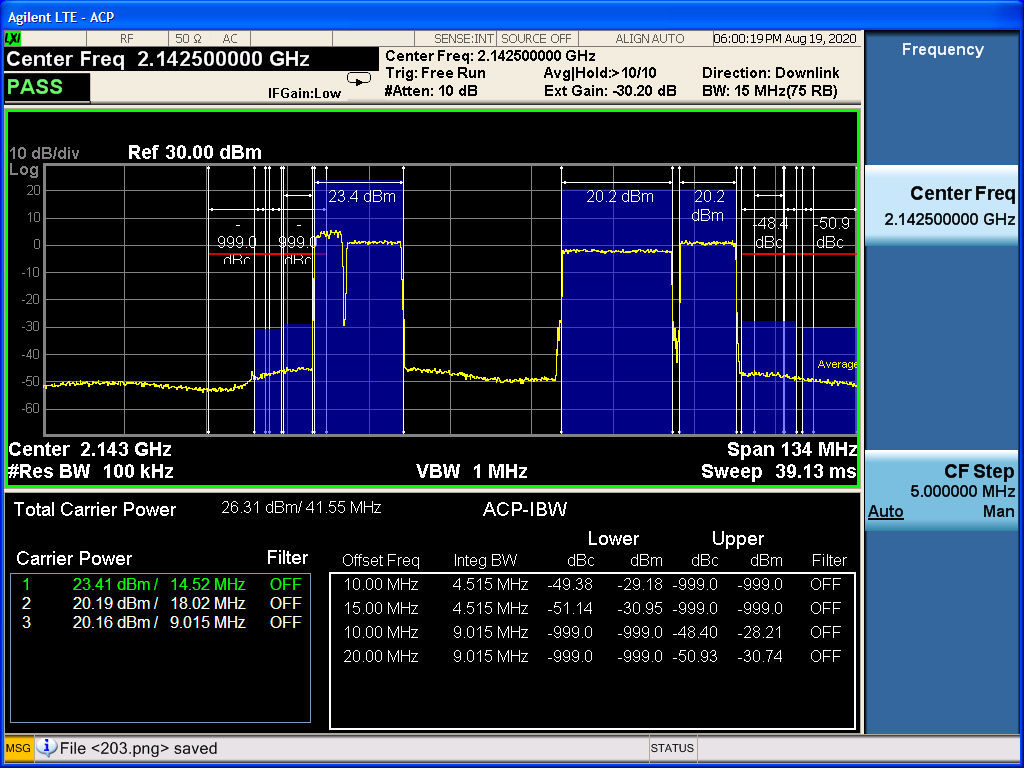 Agilent LTE - ACP
LXI RF 50 Ω AC SENSE:INT SOURCE OFF ALIGN AUTO 06:00:19 PM Aug 19, 2020
Center Freq 2.142500000 GHz
PASS
IFGain:Low
Center Freq: 2.142500000 GHz
Trig: Free Run Avg|Hold:>10/10 Direction: Downlink
#Atten: 10 dB Ext Gain: -30.20 dB BW: 15 MHz(75 RB)
Frequency
Center Freq
2.142500000 GHz
CF Step
5.000000 MHz
Auto Man
10 dB/div Ref 30.00 dBm
Log
20
10
0
-10
-20
-30
-40
-50
-60
-
999.0
dBc
-
999.0
dBc
23.4 dBm
20.2 dBm
20.2
dBm
-48.4
dBc
-50.9
dBc
Average
Center 2.143 GHz Span 134 MHz
#Res BW 100 kHz VBW 1 MHz Sweep 39.13 ms
Total Carrier Power 26.31 dBm/ 41.55 MHz ACP-IBW
Carrier Power Filter
1 23.41 dBm / 14.52 MHz OFF
2 20.19 dBm / 18.02 MHz OFF
3 20.16 dBm / 9.015 MHz OFF
Lower Upper
Offset Freq Integ BW dBc dBm dBc dBm Filter
10.00 MHz 4.515 MHz -49.38 -29.18 -999.0 -999.0 OFF
15.00 MHz 4.515 MHz -51.14 -30.95 -999.0 -999.0 OFF
10.00 MHz 9.015 MHz -999.0 -999.0 -48.40 -28.21 OFF
20.00 MHz 9.015 MHz -999.0 -999.0 -50.93 -30.74 OFF
MSG File <203.png> saved STATUS